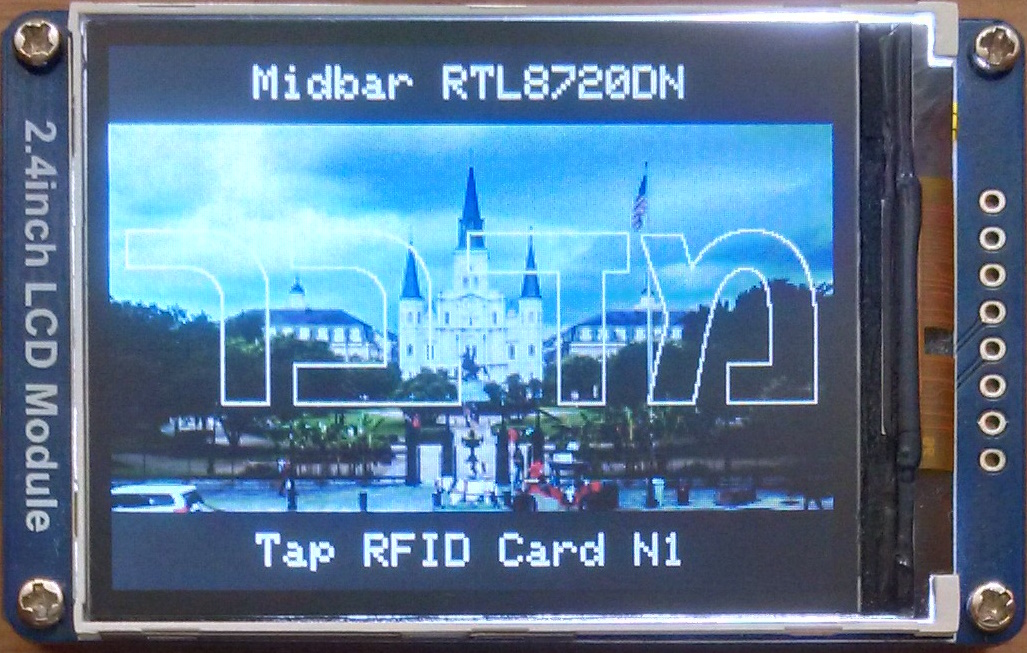 Midbar RTL8720DN
מדבר
Tap RFID Card N1
2.4inch LCD Module